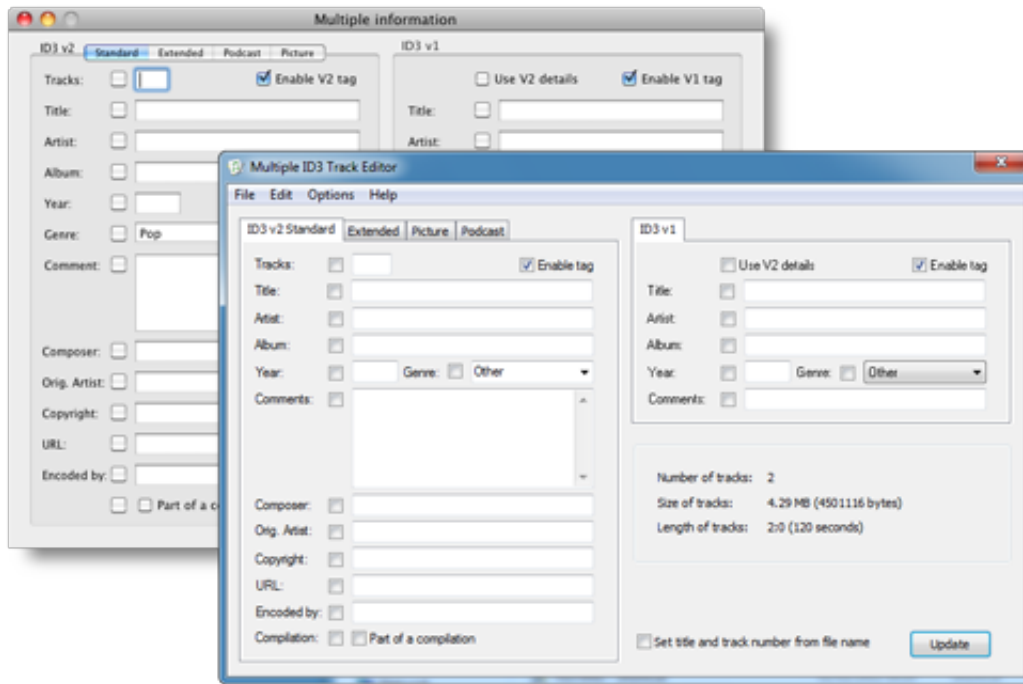 Multiple information
ID3 v2 Standard Extended Podcast Picture
ID3 v1
Tracks: Enable V2 tag
Use V2 details Enable V1 tag
Title:
Title:
Artist:
Artist:
Album:
Year:
Genre: Pop
Comment:
Composer:
Orig. Artist:
Copyright:
URL:
Encoded by:
Part of a c
Multiple ID3 Track Editor
File Edit Options Help
ID3 v2 Standard Extended Picture Podcast
Tracks: Enable tag
Title:
Artist:
Album:
Year: Genre: Other
Comments:
Composer:
Orig. Artist:
Copyright:
URL:
Encoded by:
Compilation: Part of a compilation
ID3 v1
Use V2 details Enable tag
Title:
Artist:
Album:
Year: Genre: Other
Comments:
Number of tracks: 2
Size of tracks: 4.29 MB (4501116 bytes)
Length of tracks: 2:0 (120 seconds)
Set title and track number from file name Update